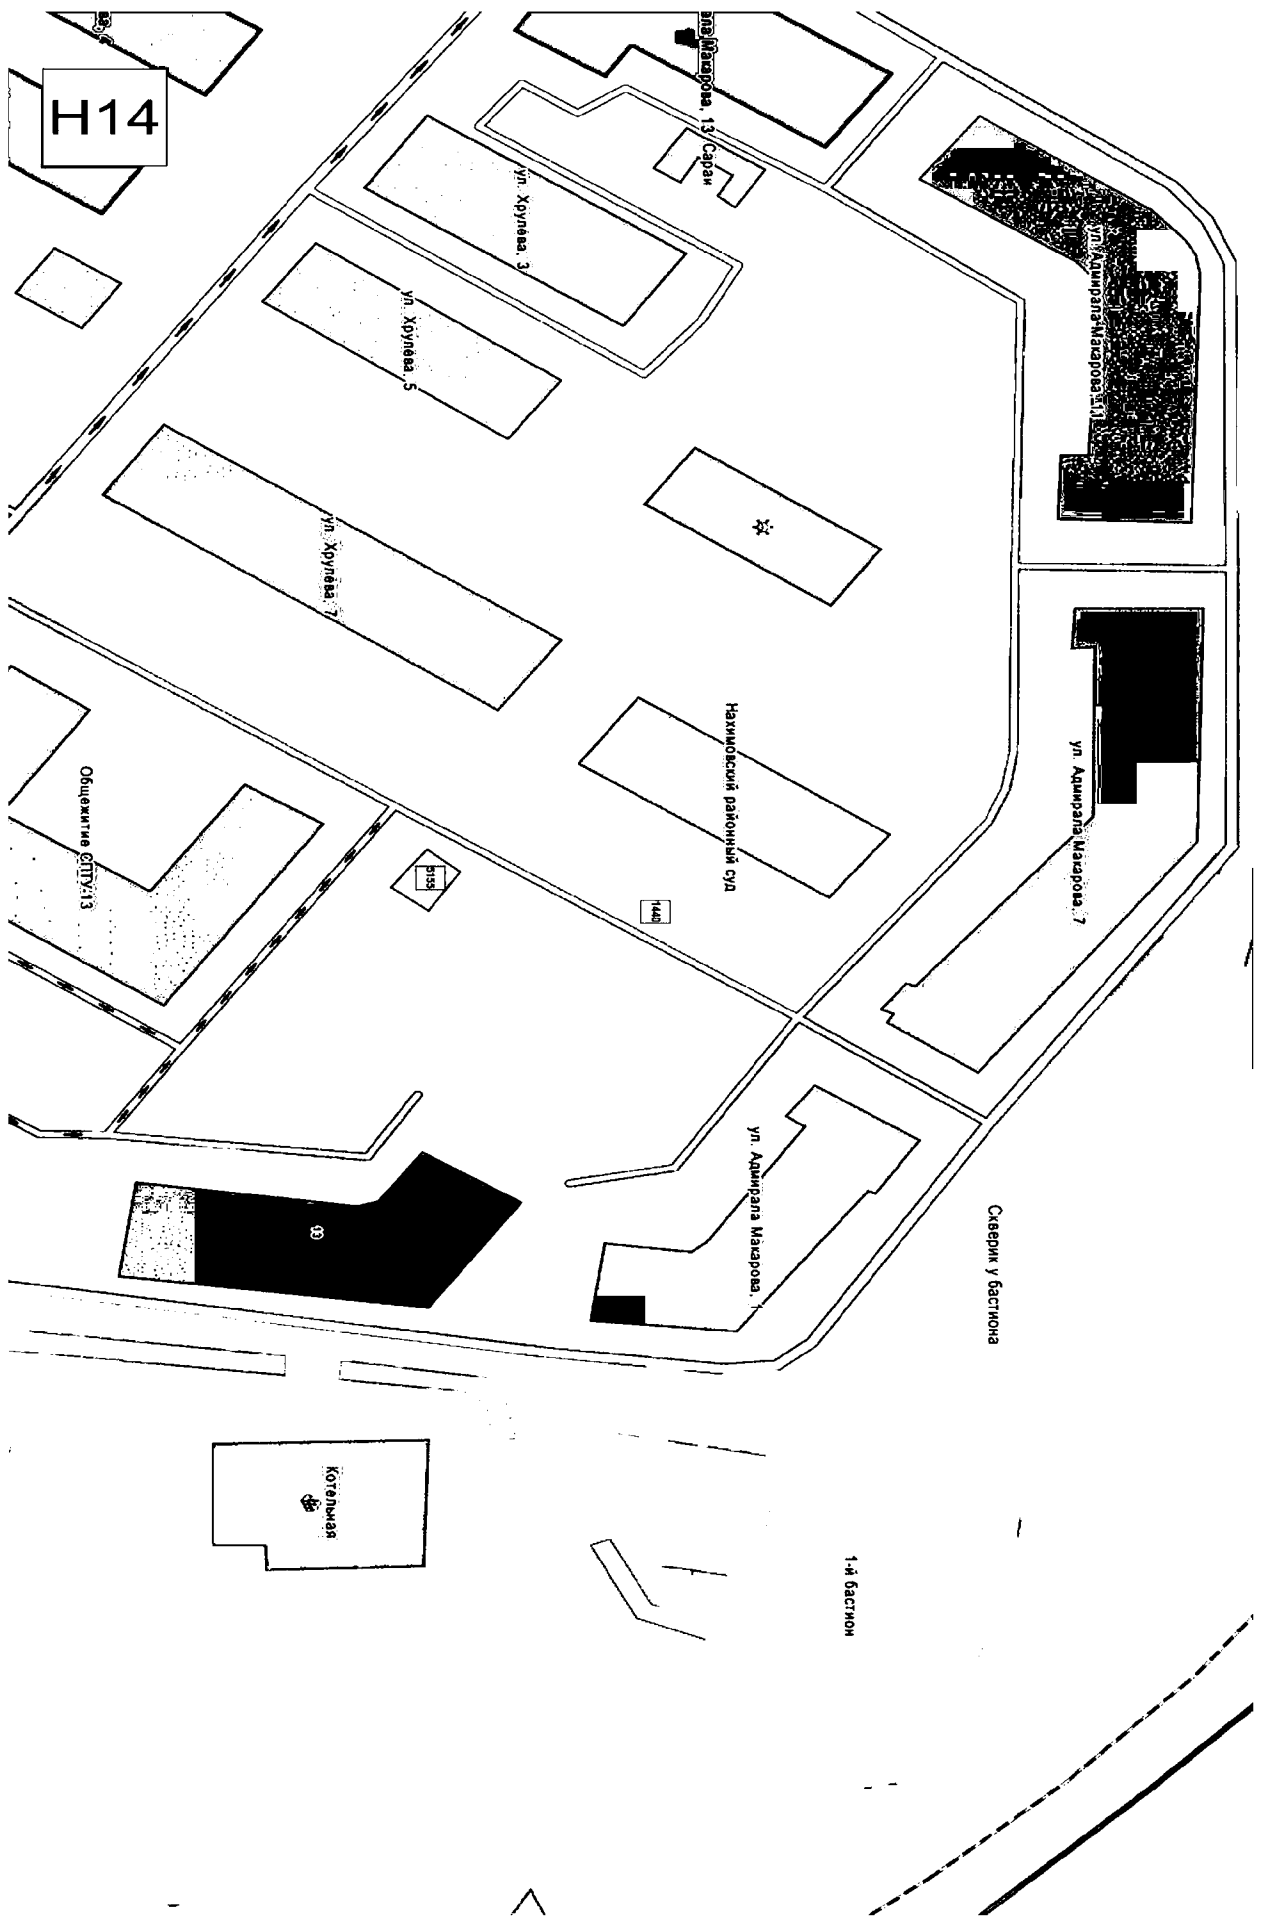 Н14
ала Макарова, 13
Сараи
ул. Хрулёва, 3
ул. Хрулёва, 5
ул. Адмирала Макарова, 11
ул. Хрулёва, 7
Нахимовский районный суд
ул. Адмирала Макарова, 7
Общежитие СПТУ-13
5155
1440
ул. Адмирала Макарова, 1
Скверик у бастиона
Котельная
1-й бастион